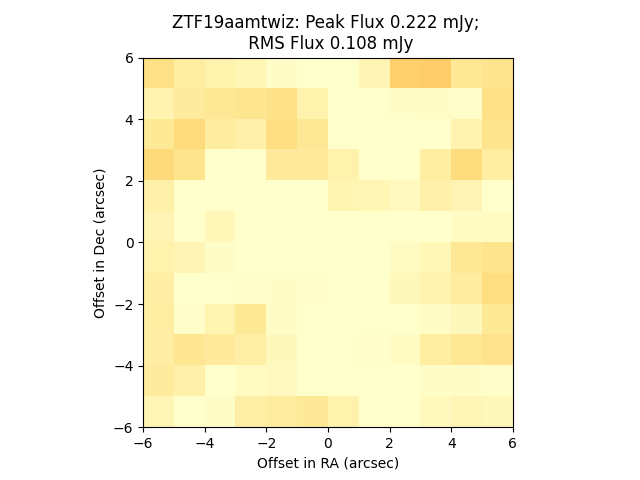 ZTF19aamtwiz: Peak Flux 0.222 mJy;
RMS Flux 0.108 mJy
6
4
2
0
−2
−4
−6
Offset in Dec (arcsec)
−6 −4 −2 0 2 4 6
Offset in RA (arcsec)